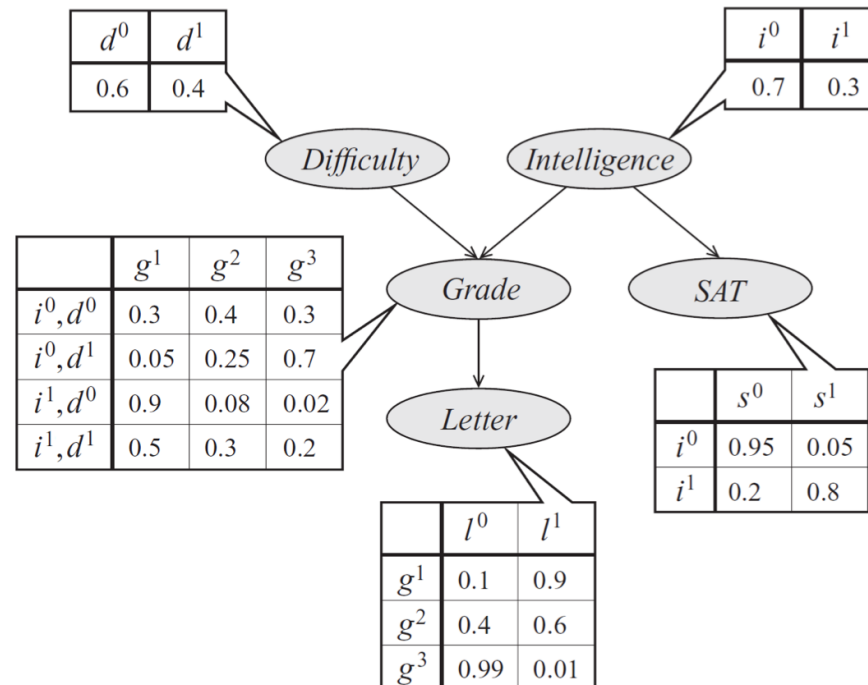 d⁰ d¹
0.6 0.4
i⁰ i¹
0.7 0.3
Difficulty
Intelligence
g¹ g² g³
i⁰,d⁰ 0.3 0.4 0.3
i⁰,d¹ 0.05 0.25 0.7
i¹,d⁰ 0.9 0.08 0.02
i¹,d¹ 0.5 0.3 0.2
Grade
SAT
Letter
s⁰ s¹
i⁰ 0.95 0.05
i¹ 0.2 0.8
l⁰ l¹
g¹ 0.1 0.9
g² 0.4 0.6
g³ 0.99 0.01